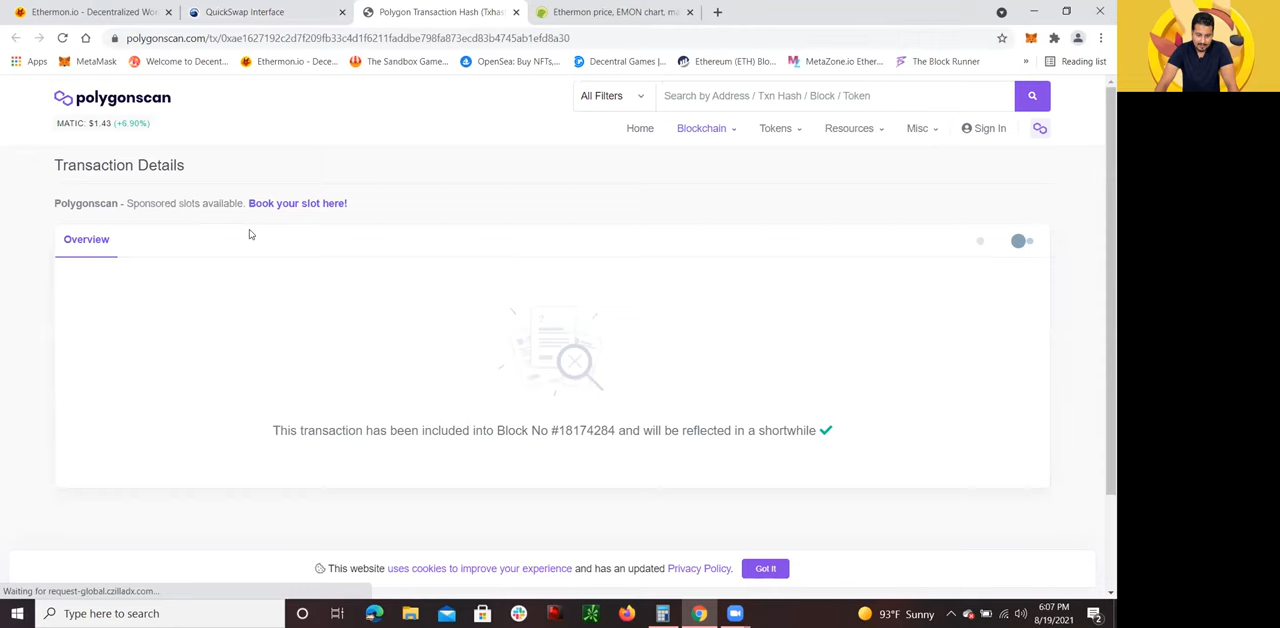 Ethermon.io - Decentralized Wo
QuickSwap Interface
Polygon Transaction Hash (Txhas
Ethermon price, EMON chart, ma
polygonscan.com/tx/0xae1627192c2d7f209fb33c4d1f6211faddbe798fa873ecd83b4745ab1efd8a30
Apps
MetaMask
Welcome to Decent...
Ethermon.io - Dece...
The Sandbox Game...
OpenSea: Buy NFTs,...
Decentral Games |...
Ethereum (ETH) Blo...
MetaZone.io Ether...
The Block Runner
»
Reading list
polygonscan
All Filters
Search by Address / Txn Hash / Block / Token
MATIC: $1.43 (+6.90%)
Home
Blockchain
Tokens
Resources
Misc
Sign In
Transaction Details
Polygonscan - Sponsored slots available. Book your slot here!
Overview
This transaction has been included into Block No #18174284 and will be reflected in a shortwhile
This website uses cookies to improve your experience and has an updated Privacy Policy.
Got It
Waiting for request-global.czilladx.com...
Type here to search
93°F Sunny
6:07 PM
8/19/2021
2